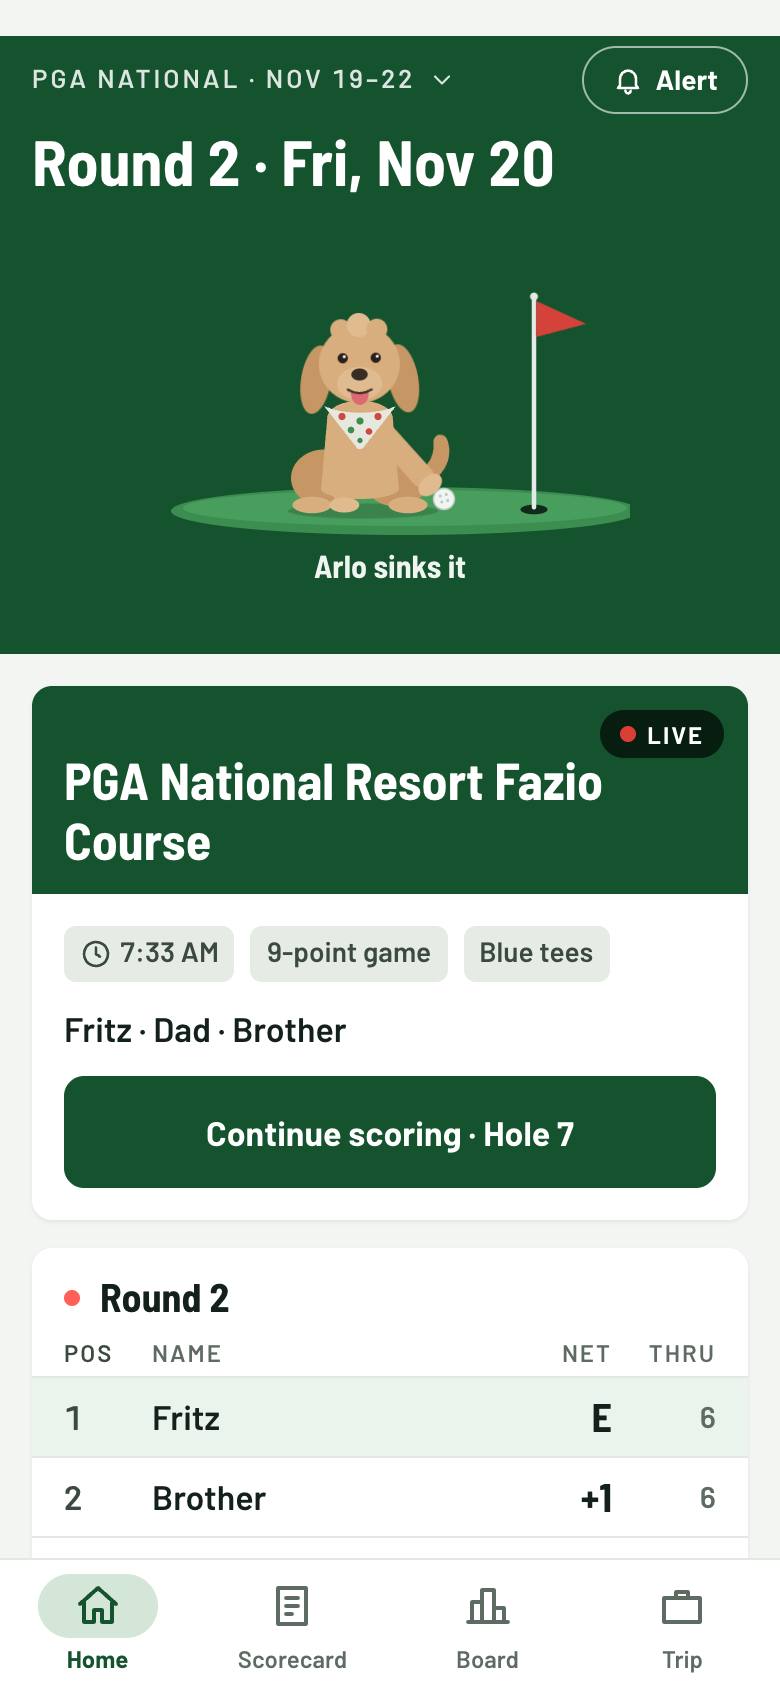 PGA NATIONAL · NOV 19–22
Alert
Round 2 · Fri, Nov 20
Arlo sinks it
LIVE
PGA National Resort Fazio
Course
7:33 AM
9-point game
Blue tees
Fritz · Dad · Brother
Continue scoring · Hole 7
Round 2
POS NAME NET THRU
1 Fritz E 6
2 Brother +1 6
Home Scorecard Board Trip